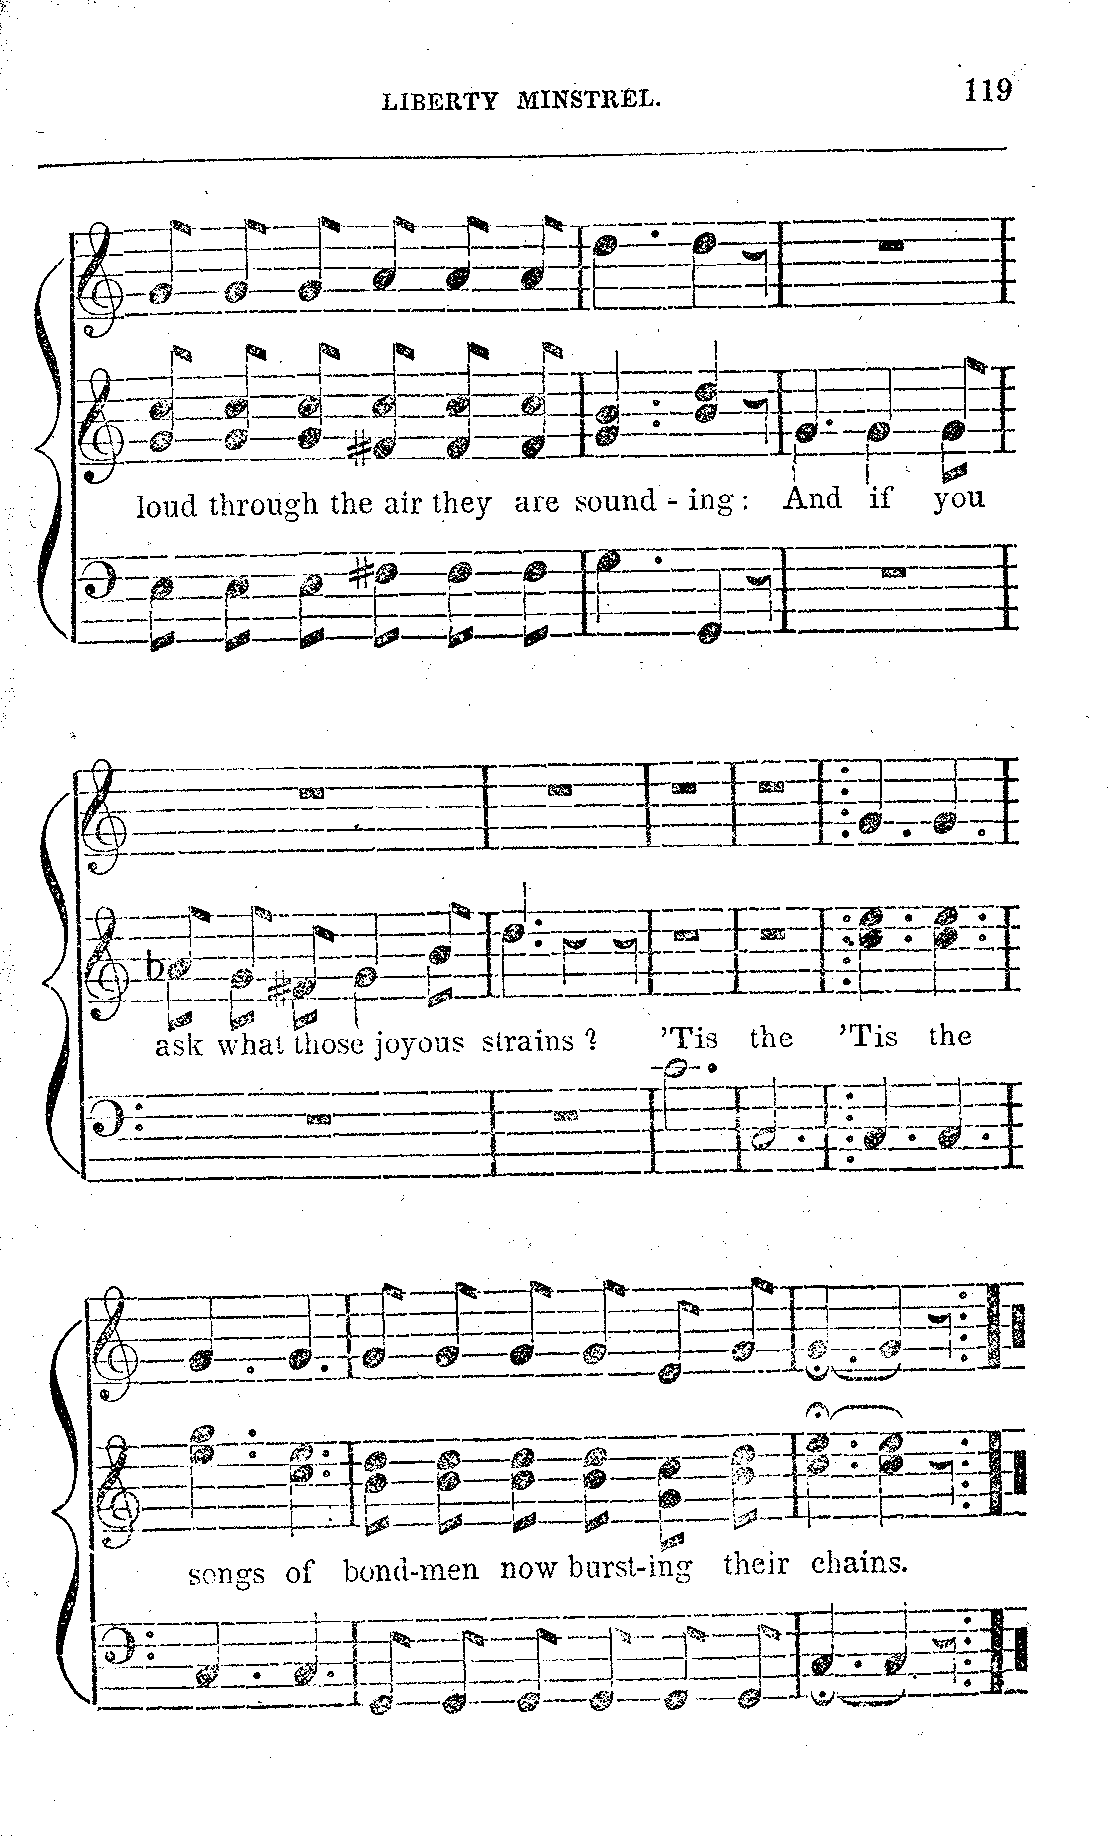 LIBERTY MINSTREL. 119
loud through the air they are sound - ing: And if you
ask what those joyous strains? 'Tis the 'Tis the
songs of bond-men now burst-ing their chains.